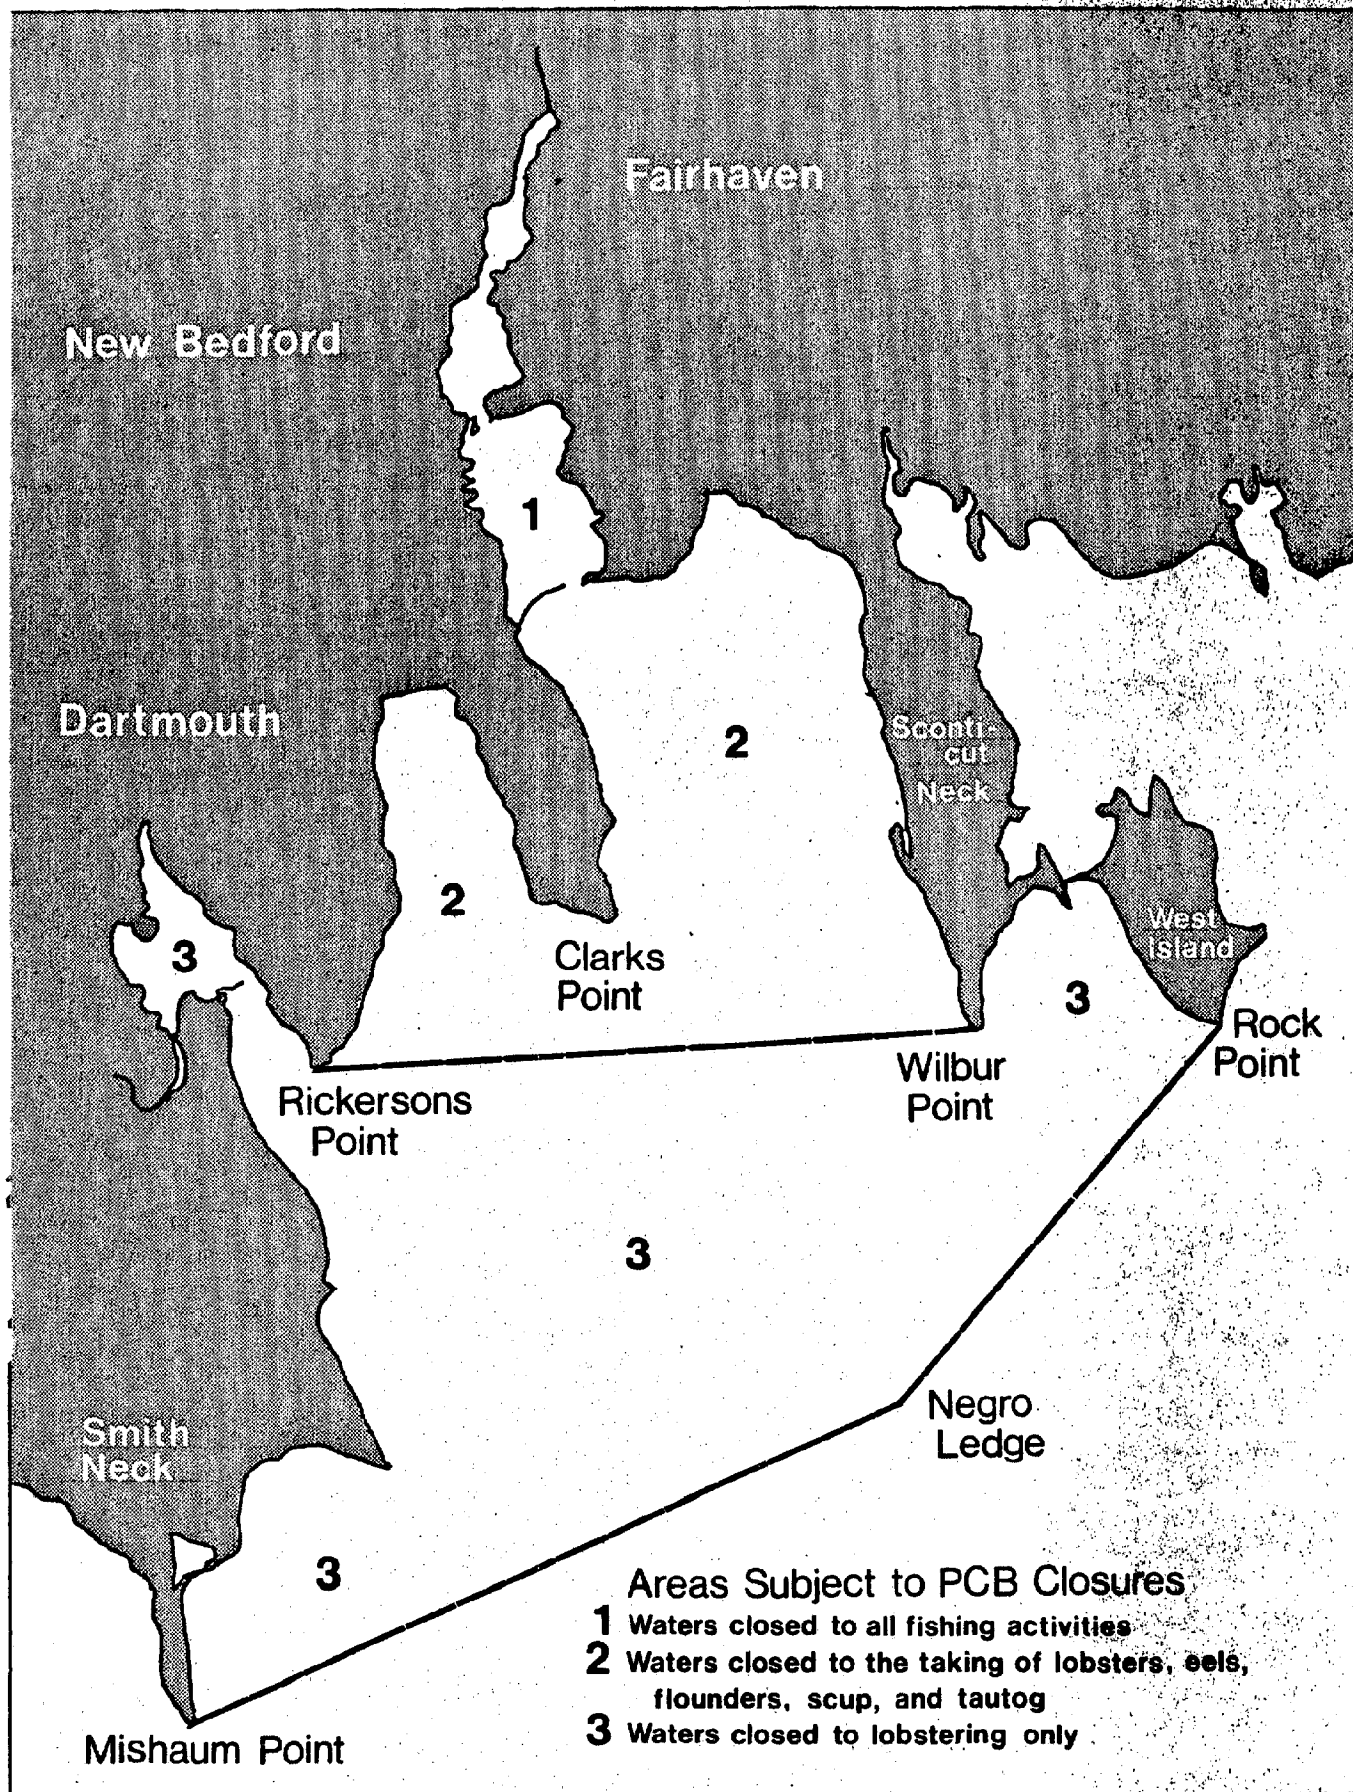 Fairhaven
New Bedford
1
Dartmouth
2
Sconti-
cut
Neck
2
3
Clarks
Point
West
Island
3
Rock
Point
Wilbur
Point
Rickersons
Point
3
Negro
Ledge
Smith
Neck
3
Mishaum Point
Areas Subject to PCB Closures
1 Waters closed to all fishing activities
2 Waters closed to the taking of lobsters, eels,
flounders, scup, and tautog
3 Waters closed to lobstering only